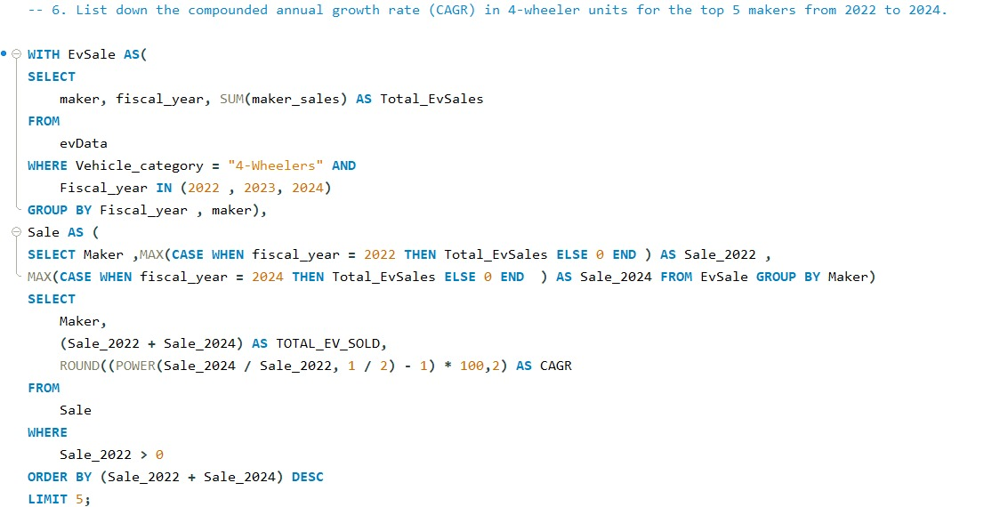 -- 6. List down the compounded annual growth rate (CAGR) in 4-wheeler units for the top 5 makers from 2022 to 2024.
WITH EvSale AS(
SELECT
maker, fiscal_year, SUM(maker_sales) AS Total_EvSales
FROM
evData
WHERE Vehicle_category = "4-Wheelers" AND
Fiscal_year IN (2022 , 2023, 2024)
GROUP BY Fiscal_year , maker),
Sale AS (
SELECT Maker ,MAX(CASE WHEN fiscal_year = 2022 THEN Total_EvSales ELSE 0 END ) AS Sale_2022 ,
MAX(CASE WHEN fiscal_year = 2024 THEN Total_EvSales ELSE 0 END  ) AS Sale_2024 FROM EvSale GROUP BY Maker)
SELECT
Maker,
(Sale_2022 + Sale_2024) AS TOTAL_EV_SOLD,
ROUND((POWER(Sale_2024 / Sale_2022, 1 / 2) - 1) * 100,2) AS CAGR
FROM
Sale
WHERE
Sale_2022 > 0
ORDER BY (Sale_2022 + Sale_2024) DESC
LIMIT 5;